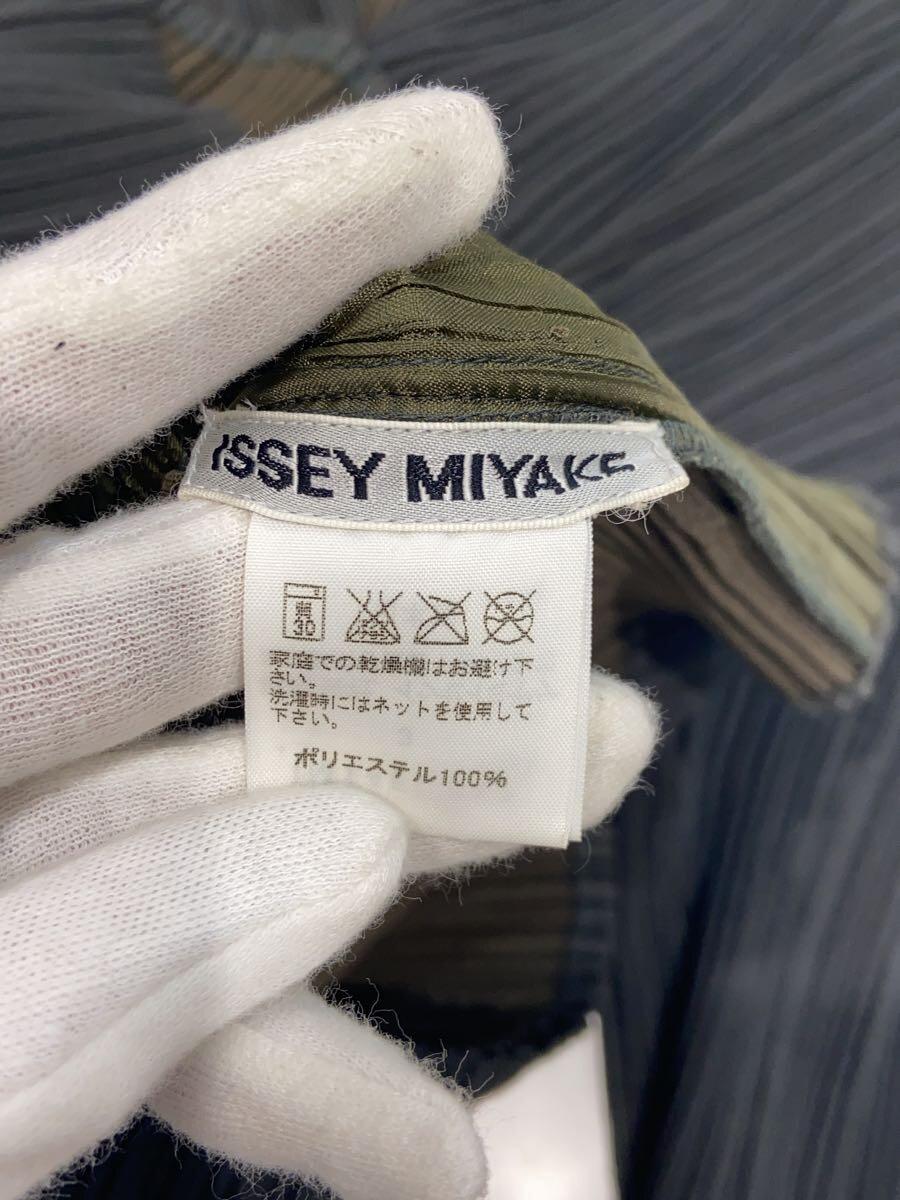 ISSEY MIYAKE
弱
30
家庭での乾燥機はお避け下
さい。
洗濯時にはネットを使用して
下さい。
ポリエステル100%